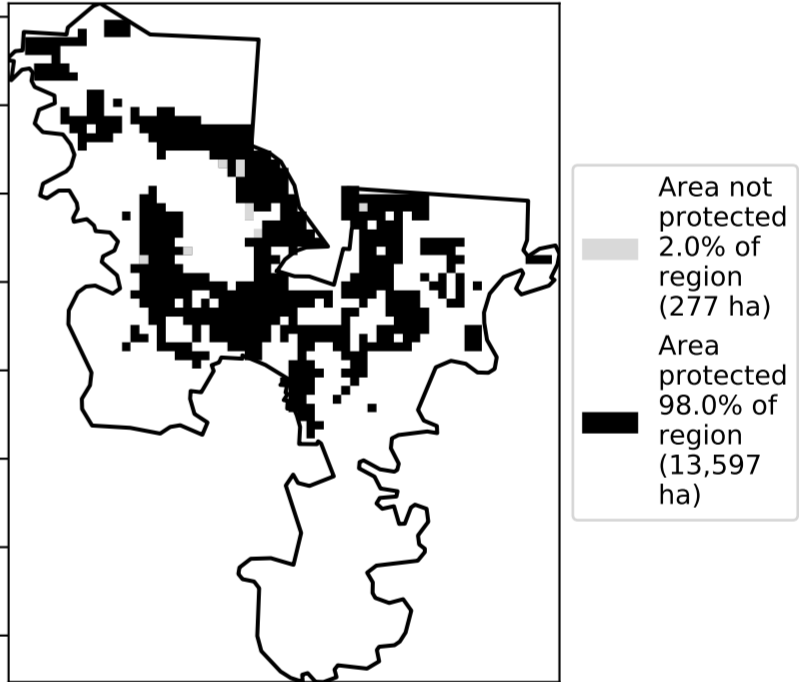 Area not
protected
2.0% of
region
(277 ha)
Area
protected
98.0% of
region
(13,597
ha)